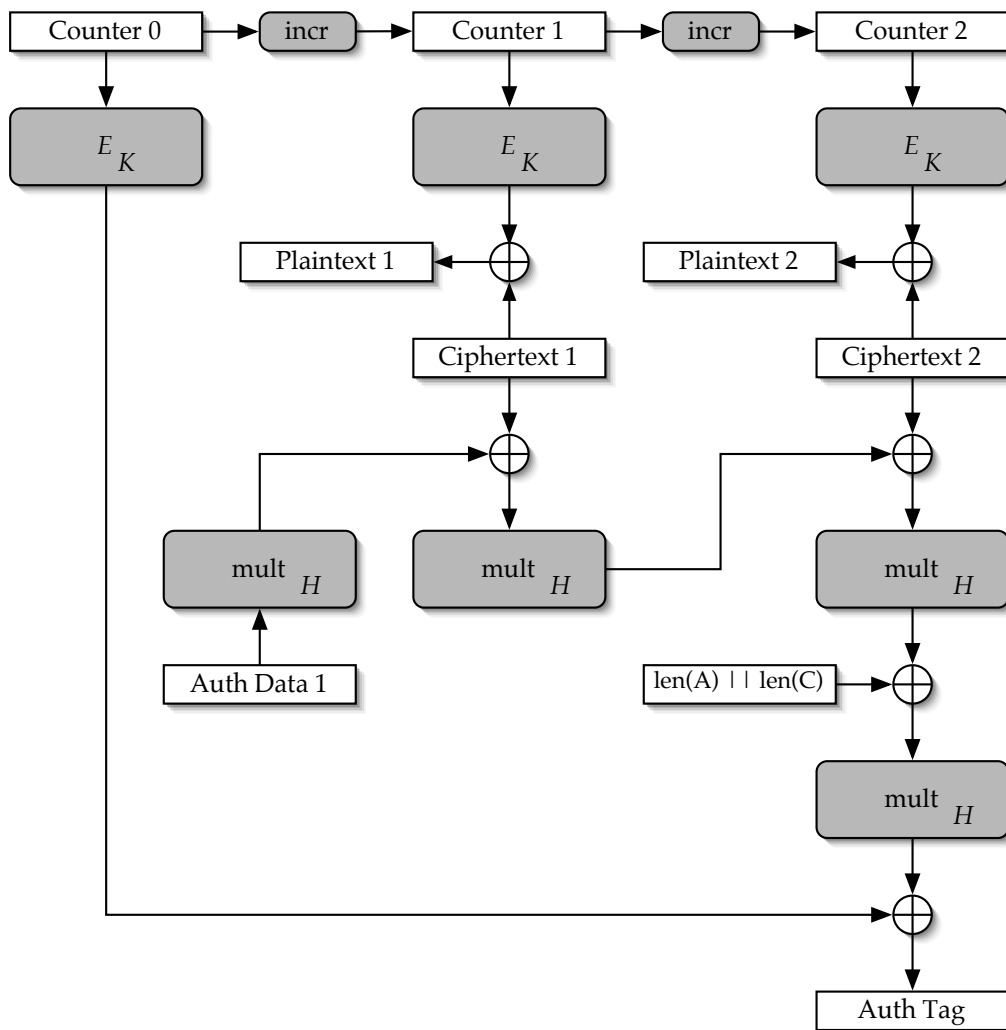 Counter 0
incr
Counter 1
incr
Counter 2
E K
E K
E K
Plaintext 1
Plaintext 2
Ciphertext 1
Ciphertext 2
mult H
mult H
mult H
Auth Data 1
len(A) || len(C)
mult H
Auth Tag